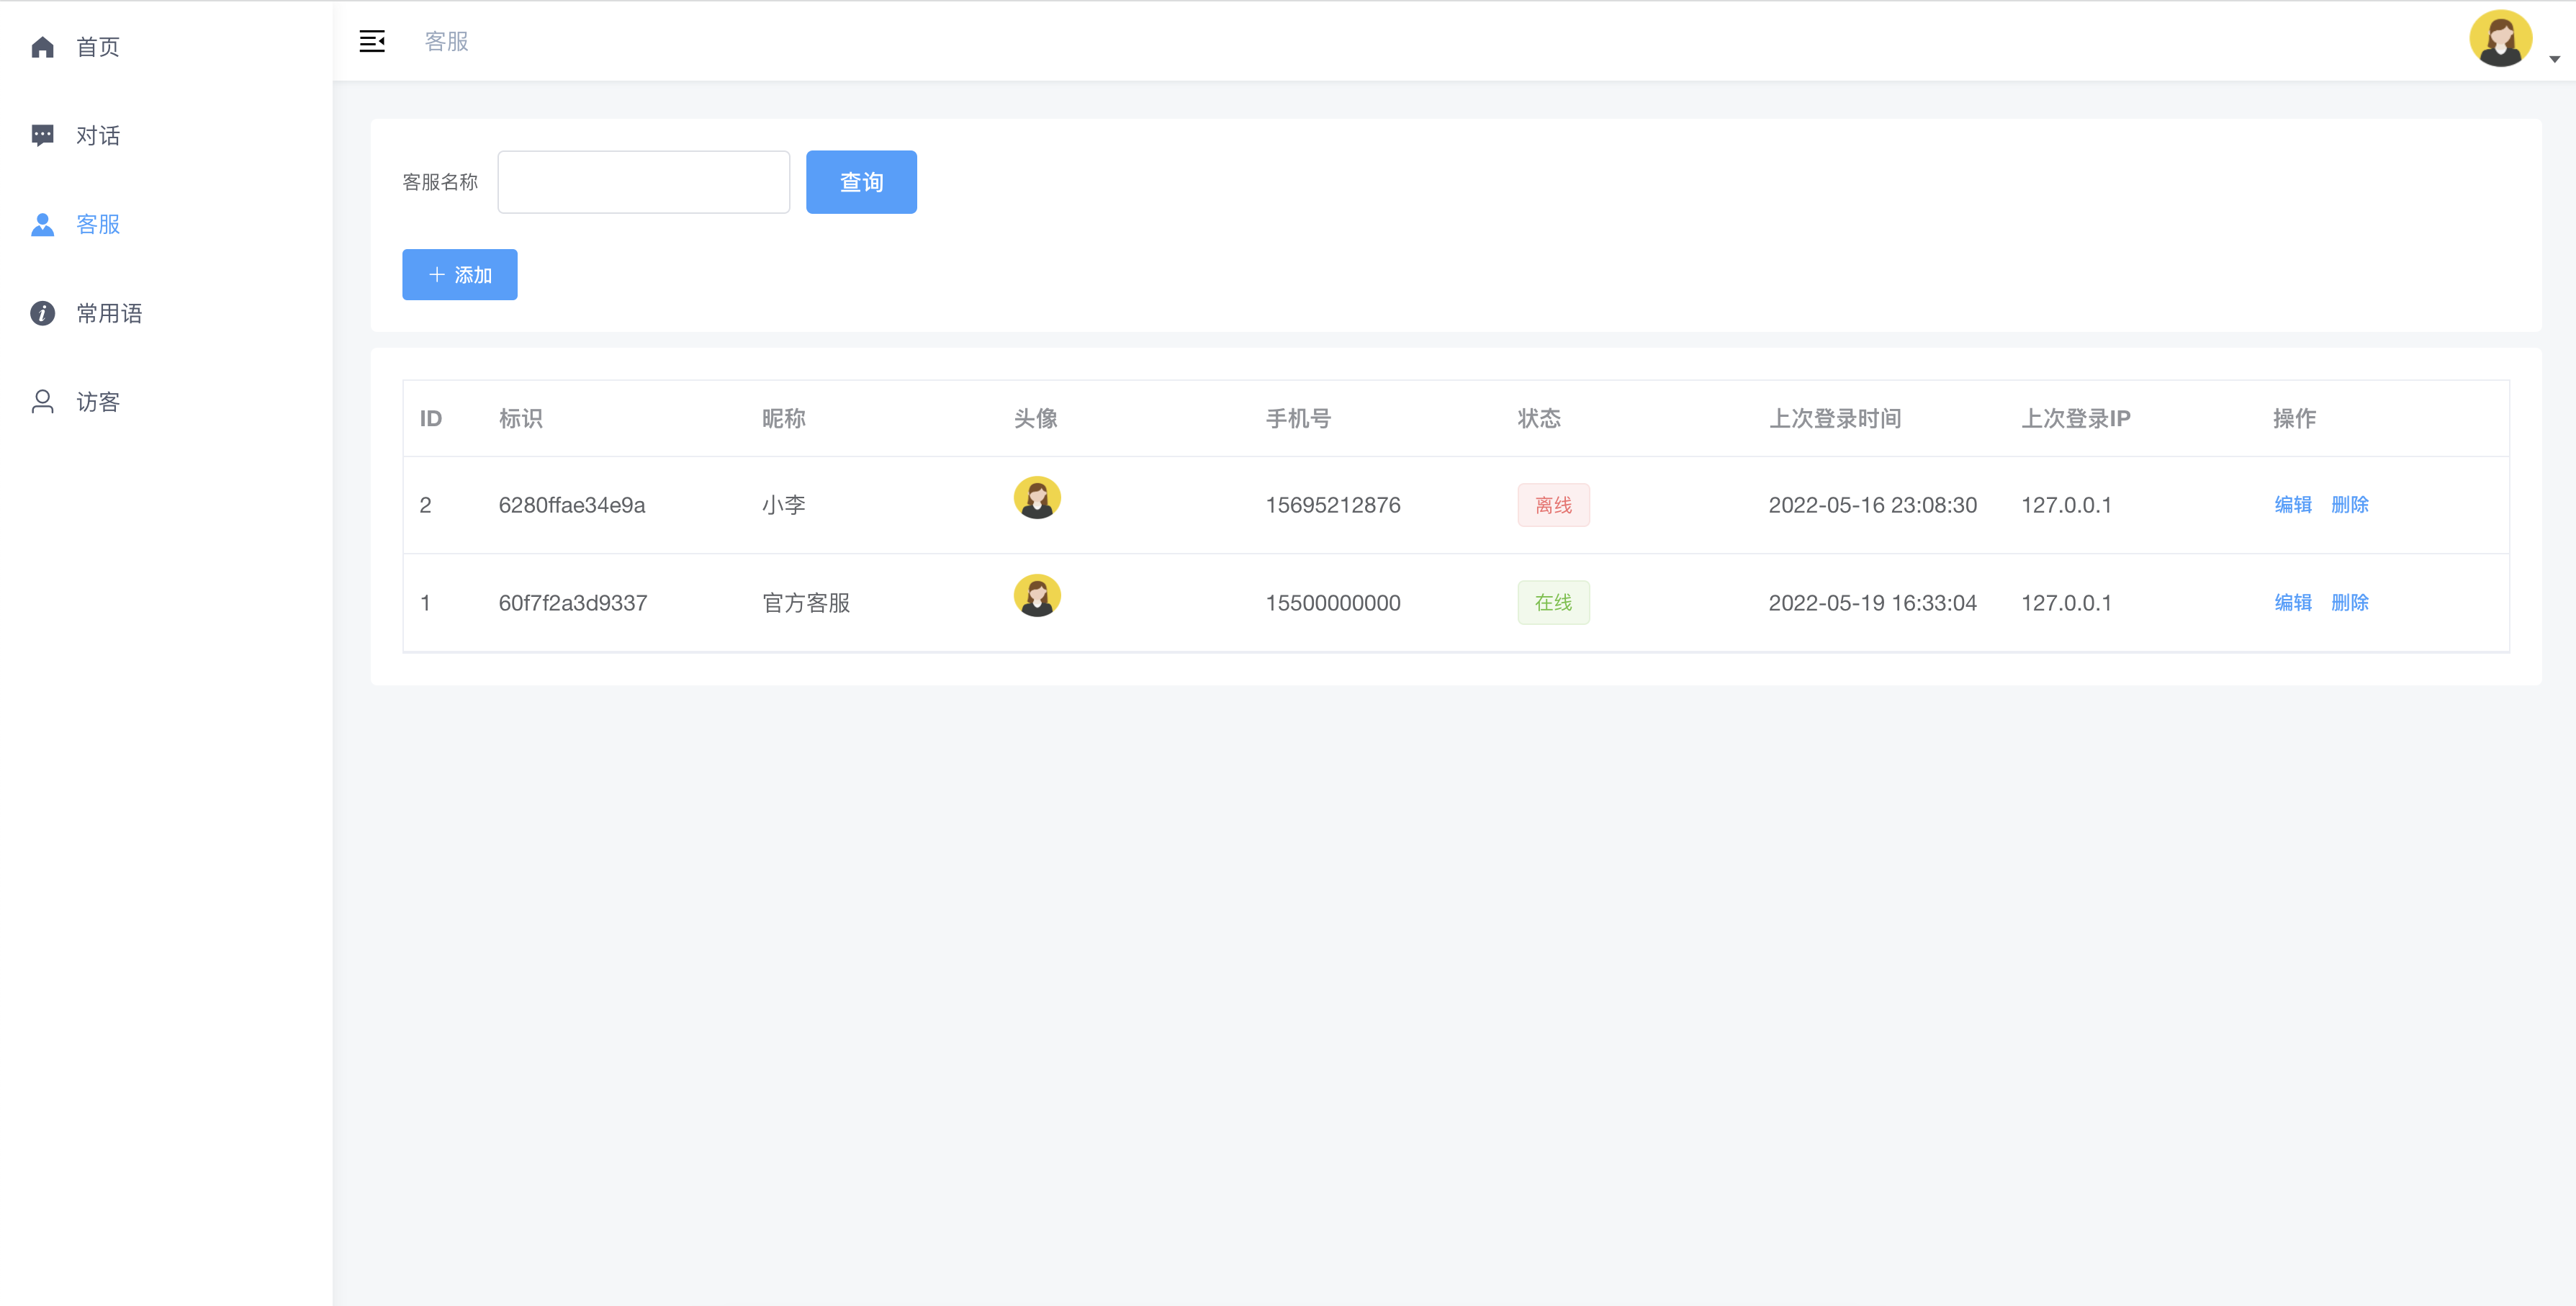 首页
对话
客服
常用语
访客
客服
客服名称 查询
添加
ID 标识 昵称 头像 手机号 状态 上次登录时间 上次登录IP 操作
2 6280ffae34e9a 小李 15695212876 离线 2022-05-16 23:08:30 127.0.0.1 编辑 删除
1 60f7f2a3d9337 官方客服 15500000000 在线 2022-05-19 16:33:04 127.0.0.1 编辑 删除